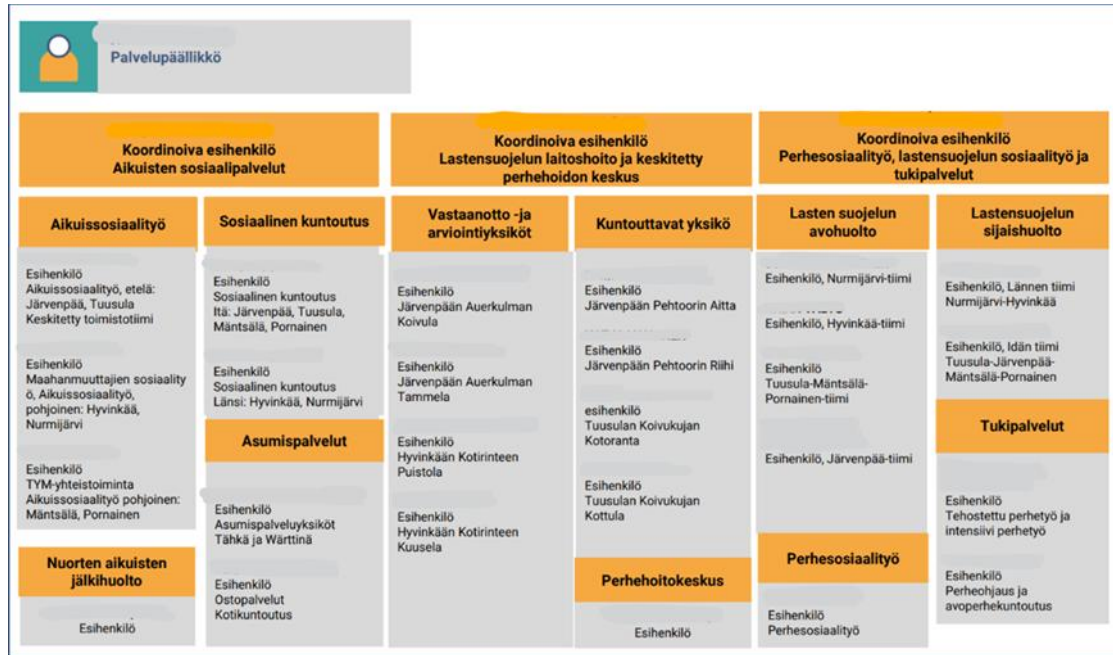 Palvelupäällikkö
Koordinoiva esihenkilö
Aikuisten sosiaalipalvelut
Koordinoiva esihenkilö
Lastensuojelun laitoshoito ja keskitetty
perhehoidon keskus
Koordinoiva esihenkilö
Perhesosiaalityö, lastensuojelun sosiaalityö ja
tukipalvelut
Aikuissosiaalityö
Esihenkilö
Aikuissosiaalityö, etelä:
Järvenpää, Tuusula
Keskitetty toimistotiimi
Esihenkilö
Maahanmuuttajien sosiaality
ö, Aikuissosiaalityö,
pohjoinen: Hyvinkää,
Nurmijärvi
Esihenkilö
TYM-yhteistoiminta
Aikuissosiaalityö pohjoinen:
Mäntsälä, Pornainen
Nuorten aikuisten
jälkihuolto
Esihenkilö
Sosiaalinen kuntoutus
Esihenkilö
Sosiaalinen kuntoutus
Itä: Järvenpää, Tuusula,
Mäntsälä, Pornainen
Esihenkilö
Sosiaalinen kuntoutus
Länsi: Hyvinkää, Nurmijärvi
Asumispalvelut
Esihenkilö
Asumispalveluyksiköt
Tähkä ja Wärttinä
Esihenkilö
Ostopalvelut
Kotikuntoutus
Vastaanotto -ja
arviointiyksiköt
Esihenkilö
Järvenpään Auerkulman
Koivula
Esihenkilö
Järvenpään Auerkulman
Tammela
Esihenkilö
Hyvinkään Kotirinteen
Puistola
Esihenkilö
Hyvinkään Kotirinteen
Kuusela
Kuntouttavat yksikö
Esihenkilö
Järvenpään Pehtoorin Aitta
Esihenkilö
Järvenpään Pehtoorin Riihi
esihenkilö
Tuusulan Koivukujan
Kotoranta
Esihenkilö
Tuusulan Koivukujan
Kottula
Perhehoitokeskus
Esihenkilö
Lasten suojelun
avohuolto
Esihenkilö, Nurmijärvi-tiimi
Esihenkilö, Hyvinkää-tiimi
Esihenkilö
Tuusula-Mäntsälä-
Pornainen-tiimi
Esihenkilö, Järvenpää-tiimi
Perhesosiaalityö
Esihenkilö
Perhesosiaalityö
Lastensuojelun
sijaishuolto
Esihenkilö, Lännen tiimi
Nurmijärvi-Hyvinkää
Esihenkilö, Idän tiimi
Tuusula-Järvenpää-
Mäntsälä-Pornainen
Tukipalvelut
Esihenkilö
Tehostettu perhetyö ja
intensiivi perhetyö
Esihenkilö
Perheohjaus ja
avoperhekuntoutus